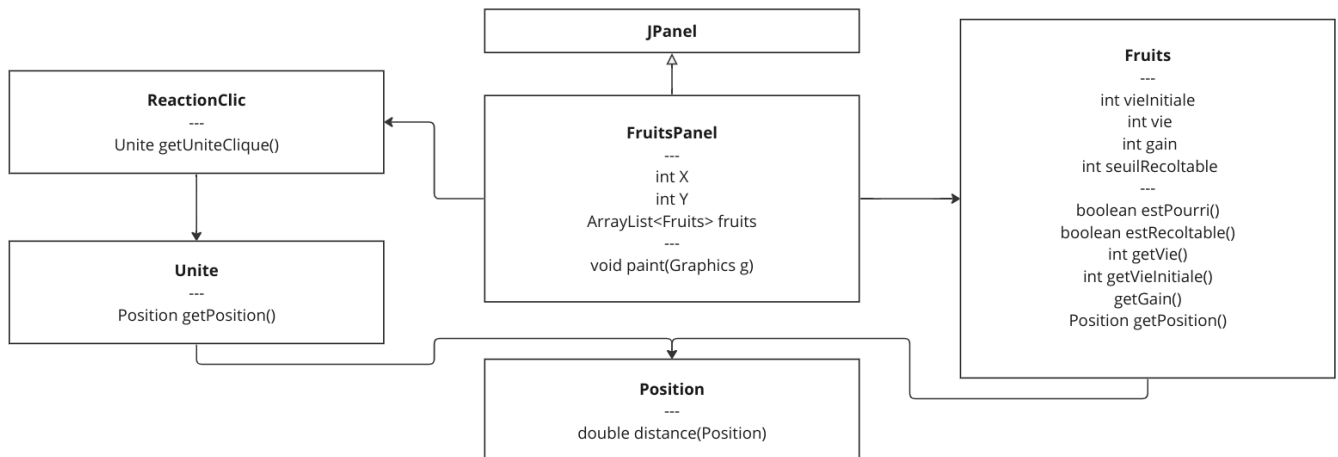 JPanel
ReactionClic
---
Unite getUniteClique()
FruitsPanel
---
int X
int Y
ArrayList<Fruits> fruits
---
void paint(Graphics g)
Fruits
---
int vieInitiale
int vie
int gain
int seuilRecoltable
---
boolean estPourri()
boolean estRecoltable()
int getVie()
int getVieInitiale()
getGain()
Position getPosition()
Unite
---
Position getPosition()
Position
---
double distance(Position)